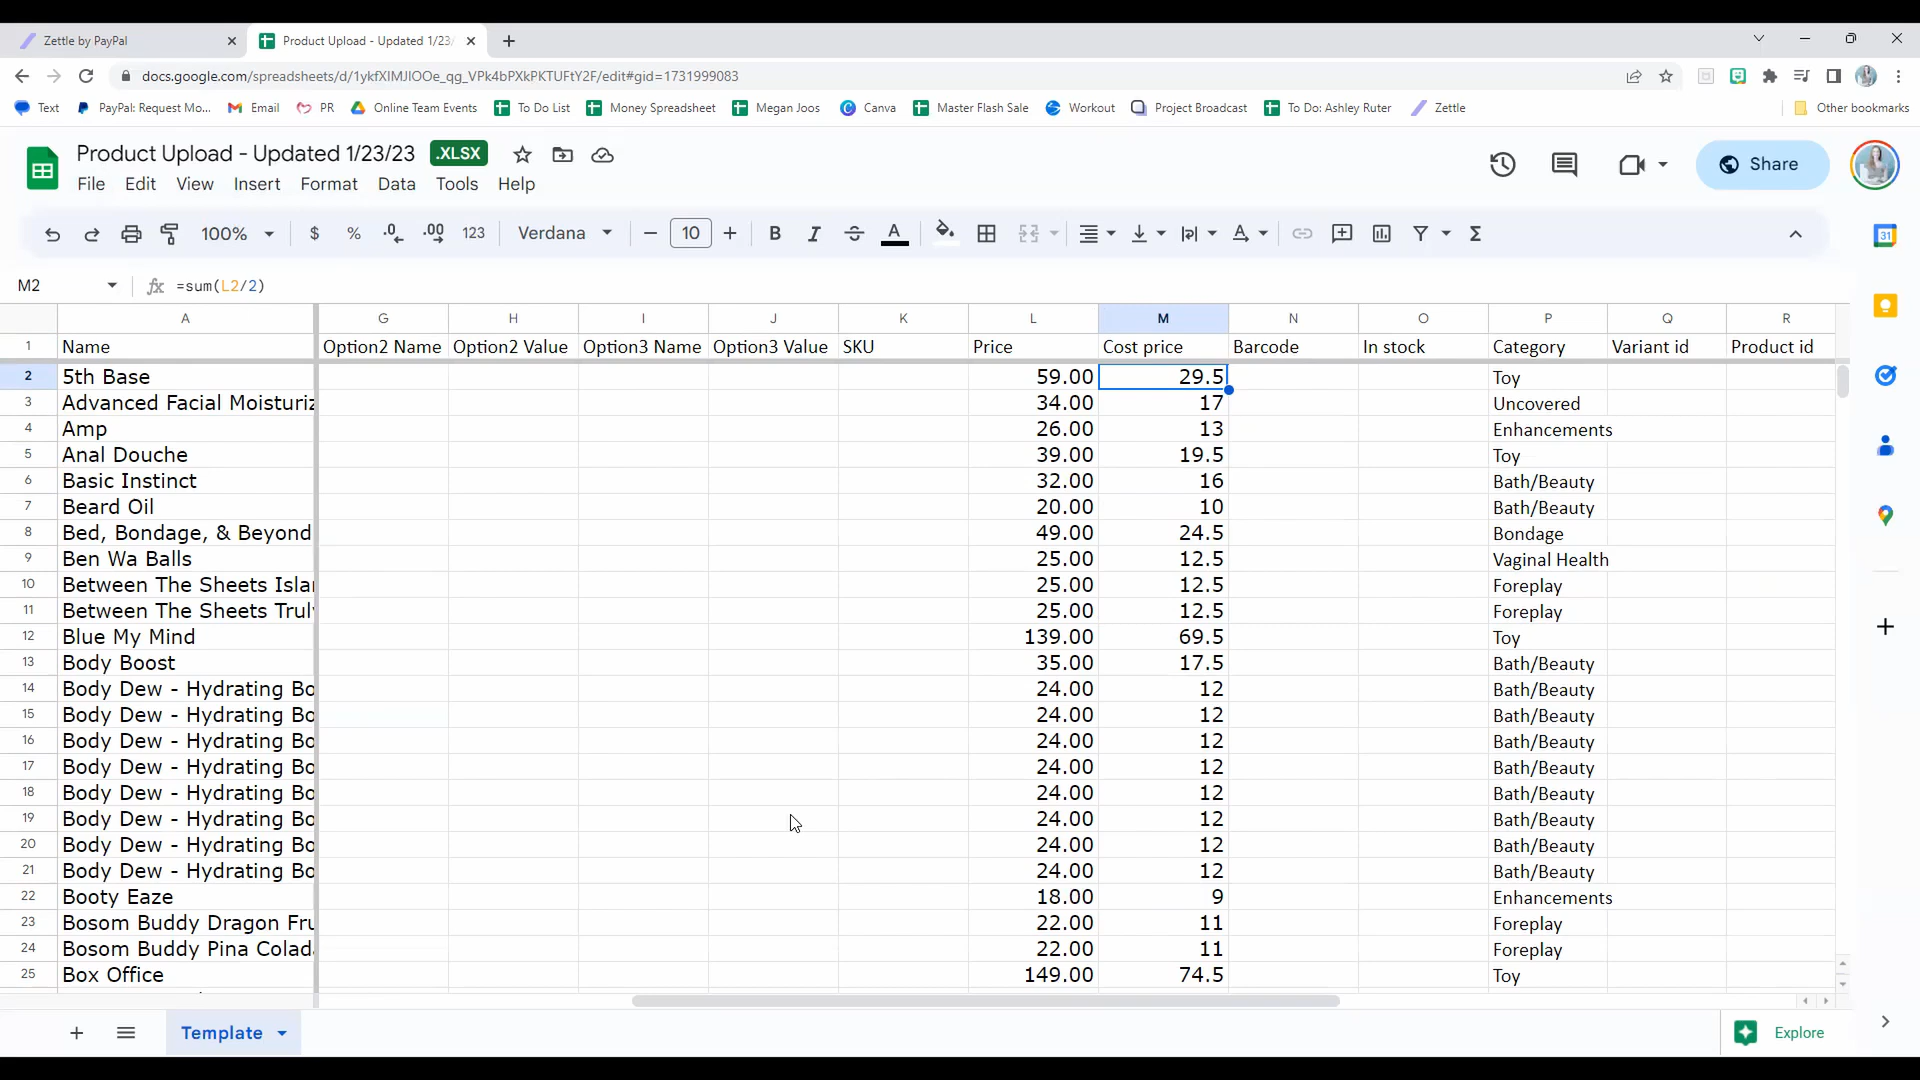 Zettle by PayPal
Product Upload - Updated 1/23/
docs.google.com/spreadsheets/d/1ykfXIMJIOOe_qg_VPk4bPXkPKTUFtY2F/edit#gid=1731999083
Text PayPal: Request Mo... Email PR Online Team Events To Do List Money Spreadsheet Megan Joos Canva Master Flash Sale Workout Project Broadcast To Do: Ashley Ruter Zettle Other bookmarks
Product Upload - Updated 1/23/23 .XLSX
Share
File Edit View Insert Format Data Tools Help
100% $ % .0 .00 123 Verdana 10 B I S A Σ
31
M2 fx =sum(L2/2)
A G H I J K L M N O P Q R
1 Name Option2 Name Option2 Value Option3 Name Option3 Value SKU Price Cost price Barcode In stock Category Variant id Product id
2 5th Base 59.00 29.5 Toy
3 Advanced Facial Moisturiz 34.00 17 Uncovered
4 Amp 26.00 13 Enhancements
5 Anal Douche 39.00 19.5 Toy
6 Basic Instinct 32.00 16 Bath/Beauty
7 Beard Oil 20.00 10 Bath/Beauty
8 Bed, Bondage, & Beyond 49.00 24.5 Bondage
9 Ben Wa Balls 25.00 12.5 Vaginal Health
10 Between The Sheets Islan 25.00 12.5 Foreplay
11 Between The Sheets Truly 25.00 12.5 Foreplay
12 Blue My Mind 139.00 69.5 Toy
13 Body Boost 35.00 17.5 Bath/Beauty
14 Body Dew - Hydrating Bo 24.00 12 Bath/Beauty
15 Body Dew - Hydrating Bo 24.00 12 Bath/Beauty
16 Body Dew - Hydrating Bo 24.00 12 Bath/Beauty
17 Body Dew - Hydrating Bo 24.00 12 Bath/Beauty
18 Body Dew - Hydrating Bo 24.00 12 Bath/Beauty
19 Body Dew - Hydrating Bo 24.00 12 Bath/Beauty
20 Body Dew - Hydrating Bo 24.00 12 Bath/Beauty
21 Body Dew - Hydrating Bo 24.00 12 Bath/Beauty
22 Booty Eaze 18.00 9 Enhancements
23 Bosom Buddy Dragon Fru 22.00 11 Foreplay
24 Bosom Buddy Pina Colad 22.00 11 Foreplay
25 Box Office 149.00 74.5 Toy
Template
Explore